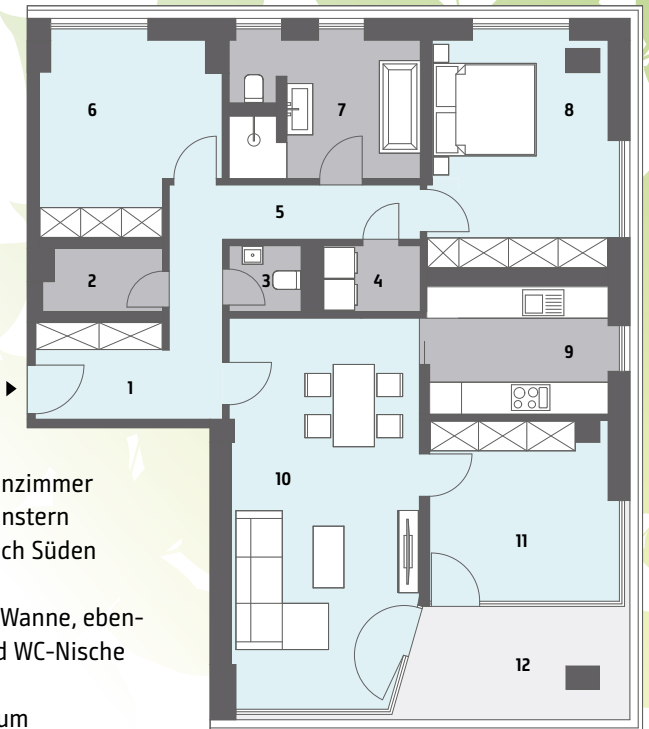 6
7
8
5
2
3
4
9
1
10
11
12
nzimmer
nstern
ch Süden
Wanne, eben-
d WC-Nische
um